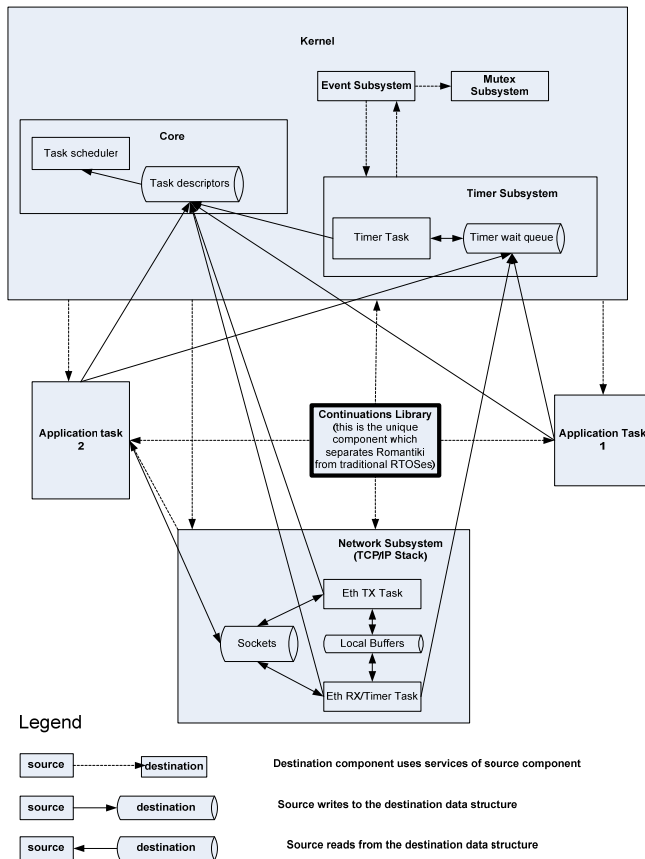 Kernel
Event Subsystem
Mutex
Subsystem
Core
Task scheduler
Task descriptors
Timer Subsystem
Timer Task
Timer wait queue
Application task
2
Continuations Library
(this is the unique
component which
separates Romantiki
from traditional RTOSes)
Application Task
1
Network Subsystem
(TCP/IP Stack)
Eth TX Task
Sockets
Local Buffers
Eth RX/Timer Task
Legend
source
destination
Destination component uses services of source component
source
destination
Source writes to the destination data structure
source
destination
Source reads from the destination data structure